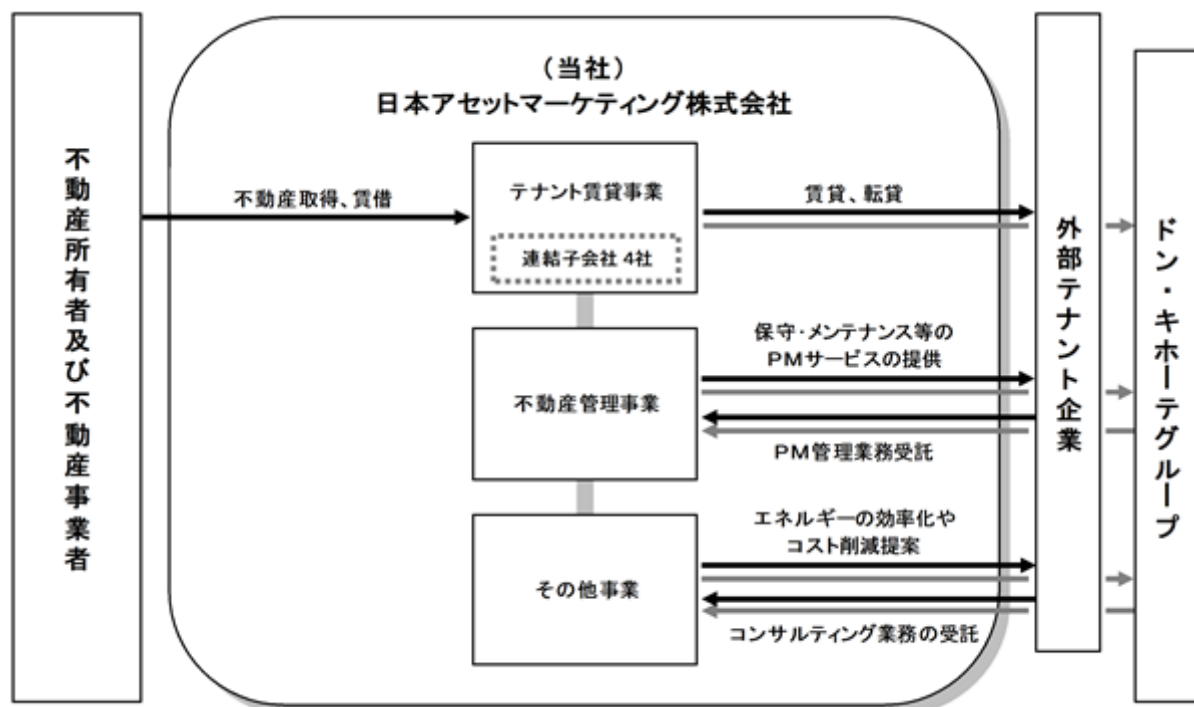 (当社)
日本アセットマーケティング株式会社
不動産所有者及び不動産事業者
不動産取得、賃借
テナント賃貸事業
連結子会社 4社
賃貸、転貸
不動産管理事業
保守・メンテナンス等の
PMサービスの提供
PM管理業務受託
その他事業
エネルギーの効率化や
コスト削減提案
コンサルティング業務の受託
外部テナント企業
ドン・キホーテグループ